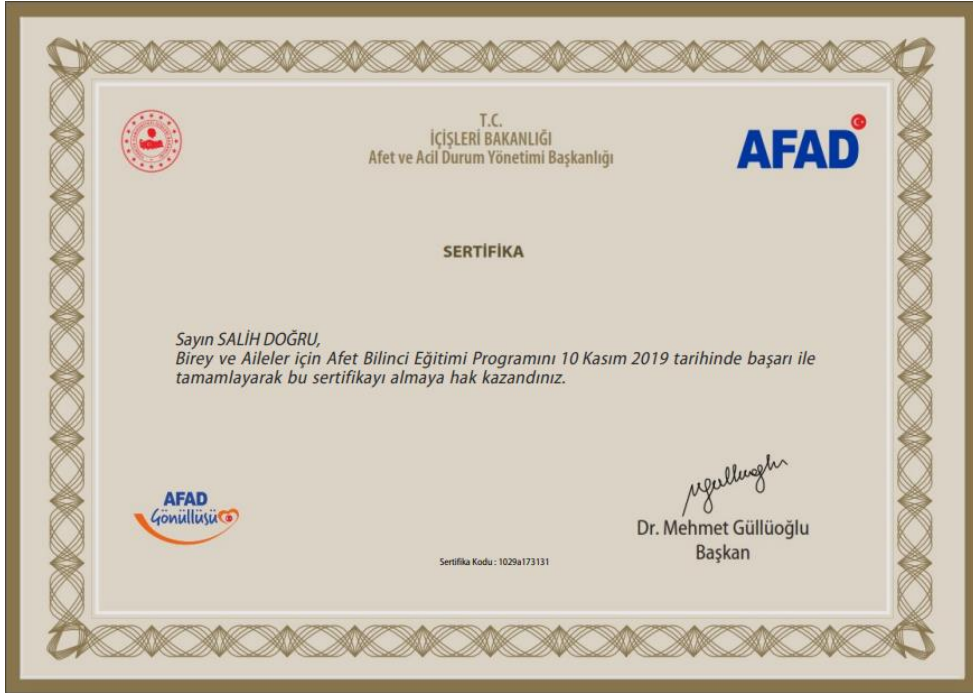 T.C.
İÇİŞLERİ BAKANLIĞI
Afet ve Acil Durum Yönetimi Başkanlığı
AFAD
SERTİFİKA
Sayın SALİH DOĞRU,
Birey ve Aileler için Afet Bilinci Eğitimi Programını 10 Kasım 2019 tarihinde başarı ile
tamamlayarak bu sertifikayı almaya hak kazandınız.
AFAD
Gönüllüsü
Dr. Mehmet Güllüoğlu
Başkan
Sertifika Kodu : 1029a173131